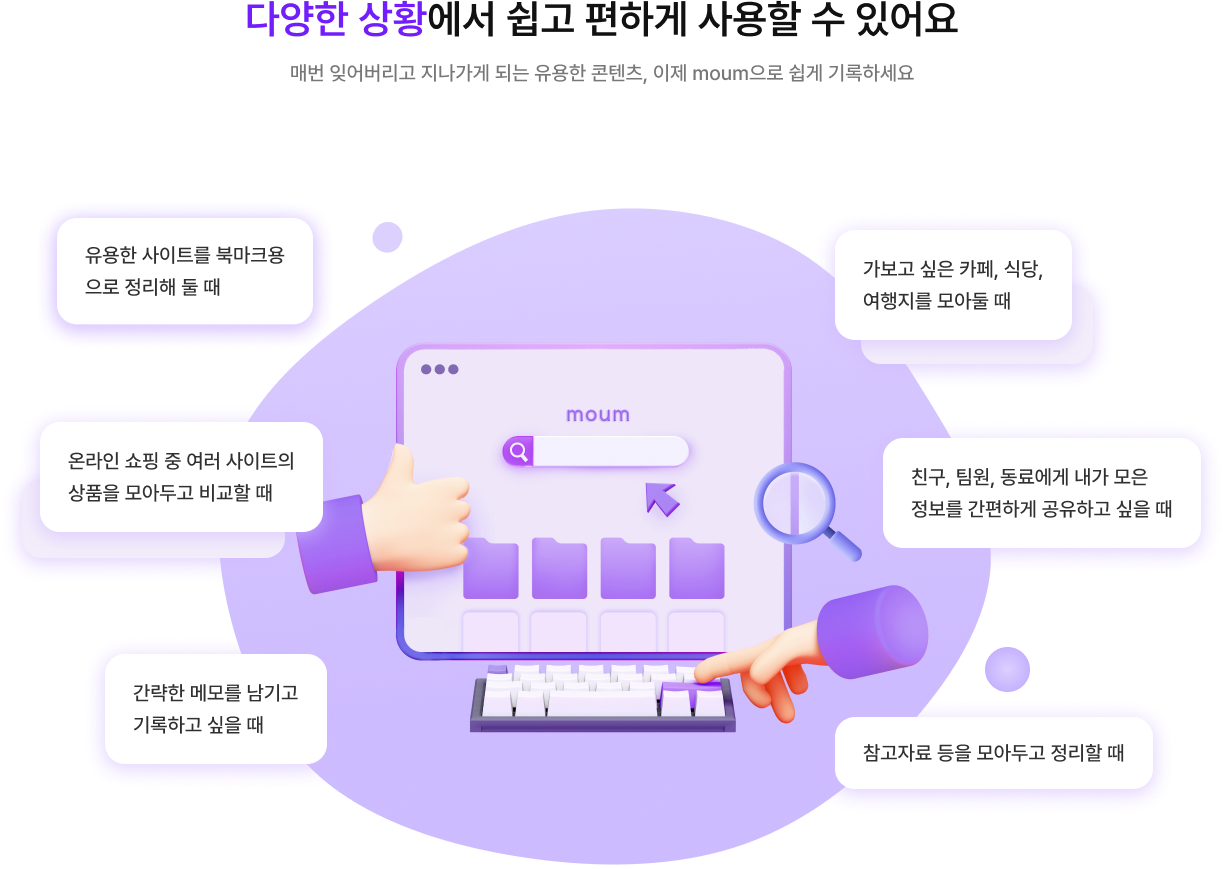 다양한 상황에서 쉽고 편하게 사용할 수 있어요
매번 잊어버리고 지나가게 되는 유용한 콘텐츠, 이제 moum으로 쉽게 기록하세요
유용한 사이트를 북마크용
으로 정리해 둘 때
가보고 싶은 카페, 식당,
여행지를 모아둘 때
moum
온라인 쇼핑 중 여러 사이트의
상품을 모아두고 비교할 때
친구, 팀원, 동료에게 내가 모은
정보를 간편하게 공유하고 싶을 때
간략한 메모를 남기고
기록하고 싶을 때
참고자료 등을 모아두고 정리할 때